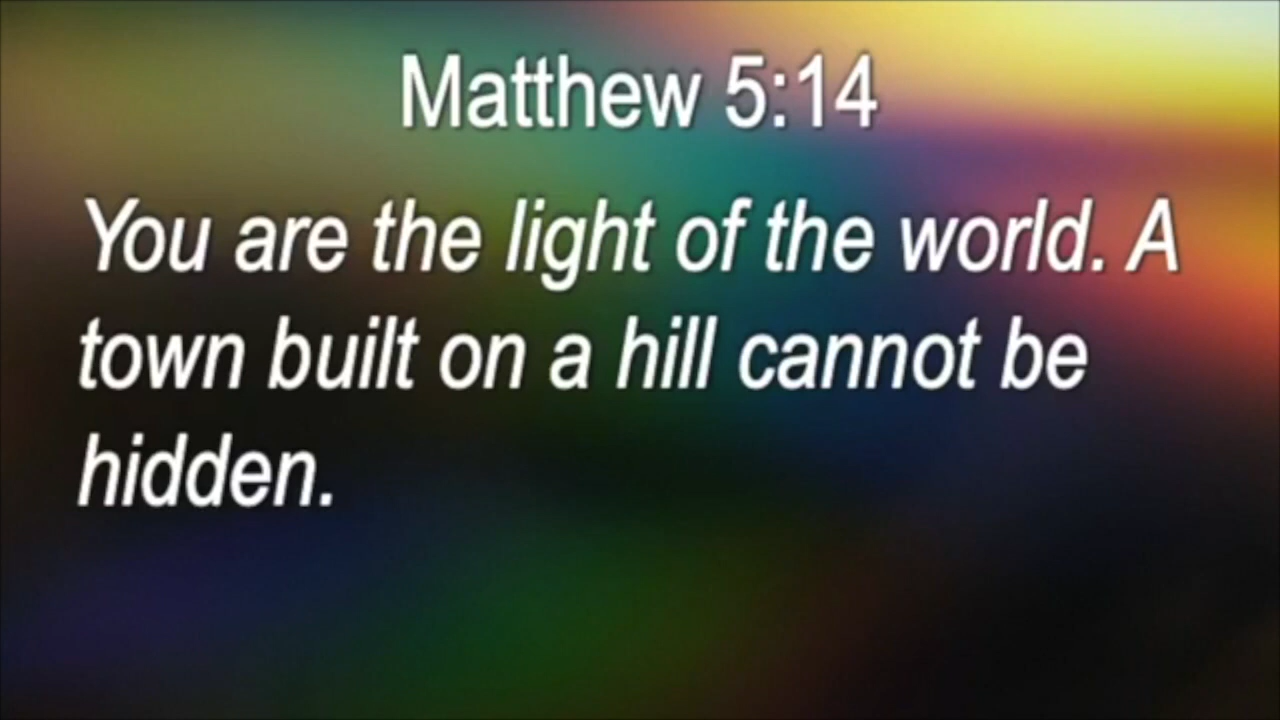 Matthew 5:14
You are the light of the world. A
town built on a hill cannot be
hidden.